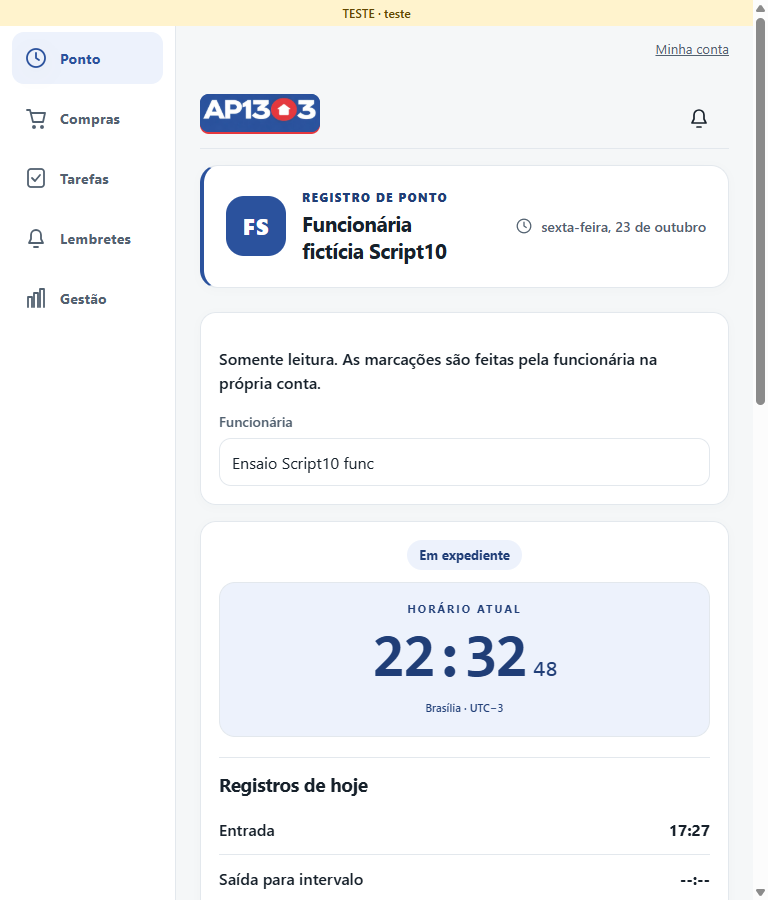 TESTE · teste
Ponto
Compras
Tarefas
Lembretes
Gestão
Minha conta
AP13 3
REGISTRO DE PONTO
FS
Funcionária
fictícia Script10
sexta-feira, 23 de outubro
Somente leitura. As marcações são feitas pela funcionária na
própria conta.
Funcionária
Ensaio Script10 func
Em expediente
HORÁRIO ATUAL
22:32 48
Brasília · UTC−3
Registros de hoje
Entrada 17:27
Saída para intervalo --:--